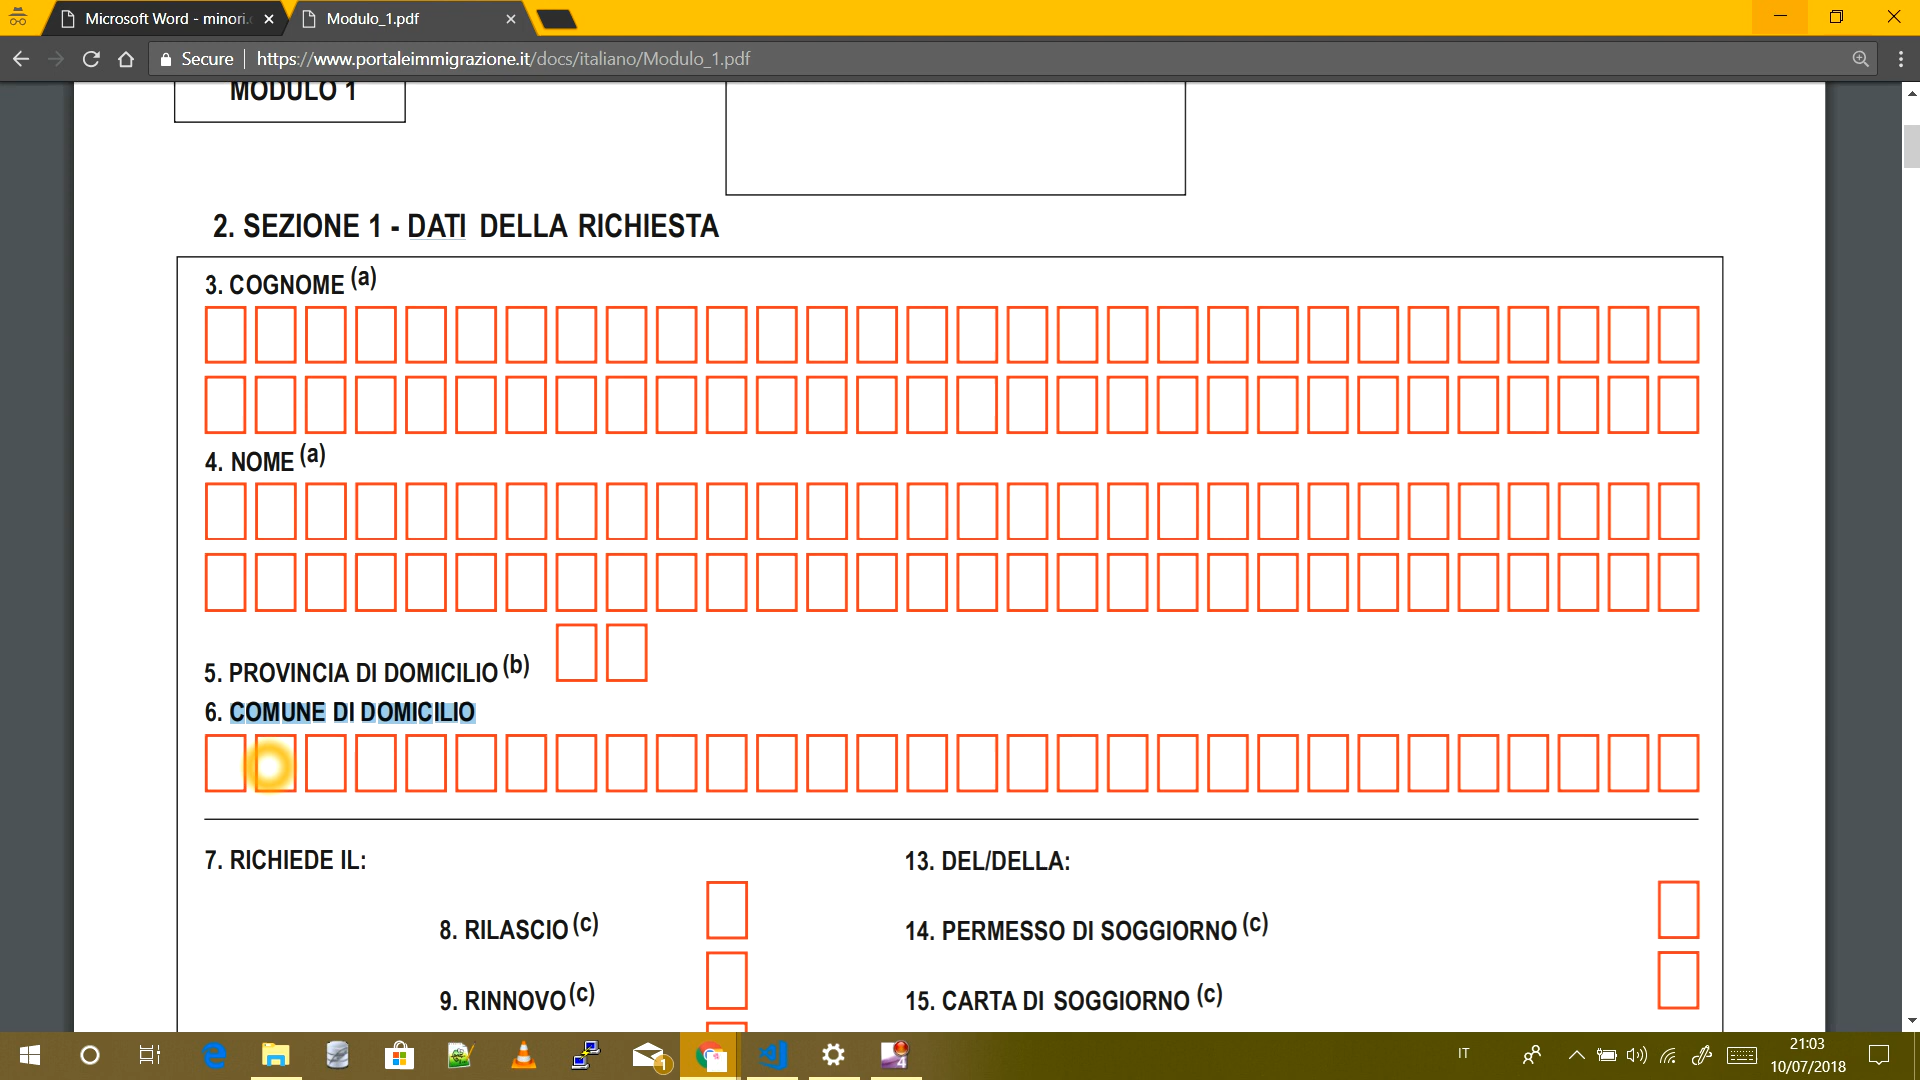 Microsoft Word - minori.
Modulo_1.pdf
Secure https://www.portaleimmigrazione.it/docs/italiano/Modulo_1.pdf
MODULO 1
2. SEZIONE 1 - DATI DELLA RICHIESTA
3. COGNOME (a)
4. NOME (a)
5. PROVINCIA DI DOMICILIO (b)
6. COMUNE DI DOMICILIO
7. RICHIEDE IL:
13. DEL/DELLA:
8. RILASCIO (c)
14. PERMESSO DI SOGGIORNO (c)
9. RINNOVO (c)
15. CARTA DI SOGGIORNO (c)
1
4
IT
21:03
10/07/2018